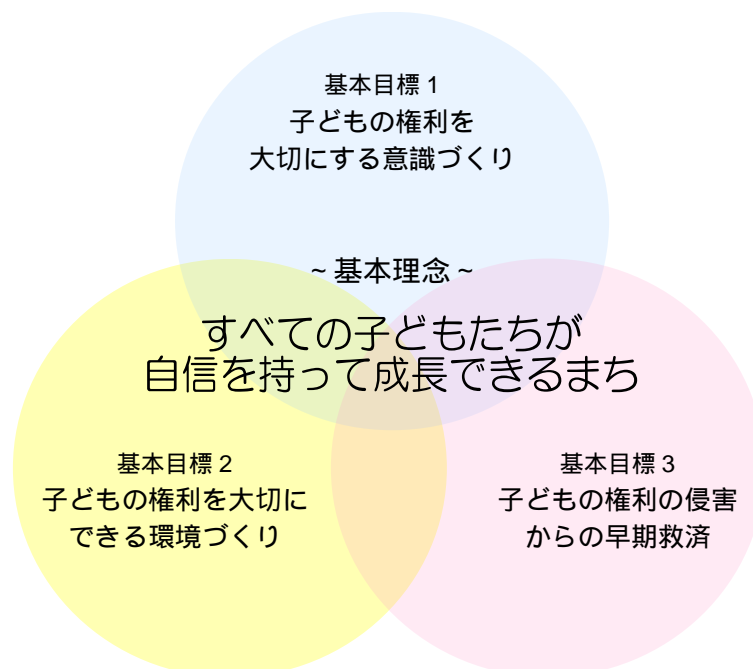 基本目標 1
子どもの権利を
大切にする意識づくり
~ 基本理念 ~
すべての子どもたちが
自信を持って成長できるまち
基本目標 2
子どもの権利を大切に
できる環境づくり
基本目標 3
子どもの権利の侵害
からの早期救済